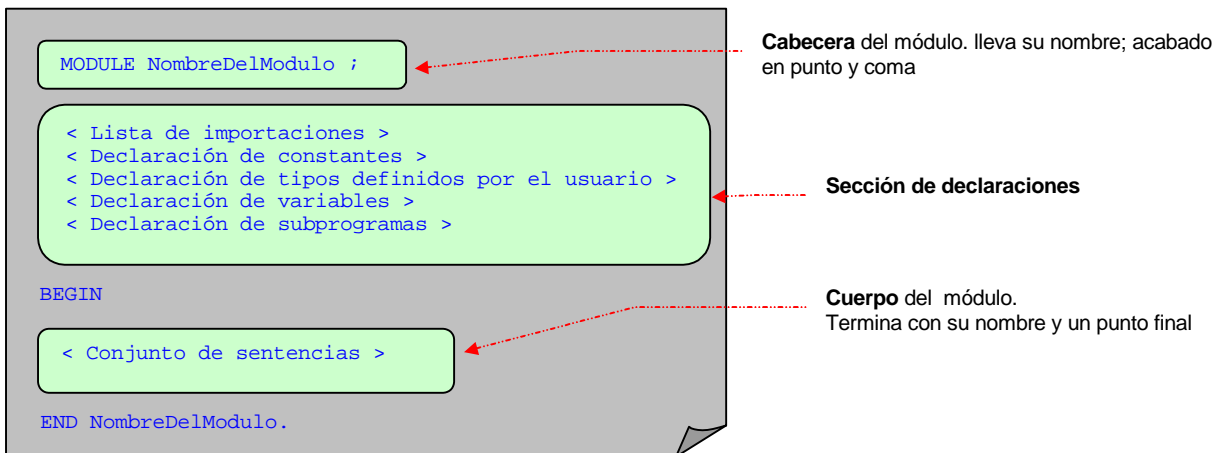 MODULE NombreDelModulo ;
Cabecera del módulo. lleva su nombre; acabado
en punto y coma
< Lista de importaciones >
< Declaración de constantes >
< Declaración de tipos definidos por el usuario >
< Declaración de variables >
< Declaración de subprogramas >
Sección de declaraciones
BEGIN
< Conjunto de sentencias >
Cuerpo del módulo.
Termina con su nombre y un punto final
END NombreDelModulo.